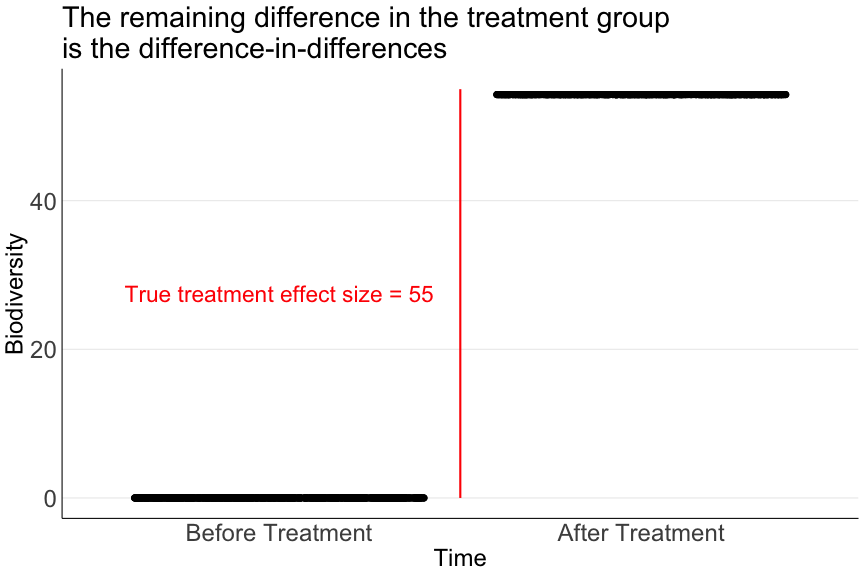 The remaining difference in the treatment group
is the difference-in-differences
Biodiversity
40
20
0
True treatment effect size = 55
Before Treatment
After Treatment
Time